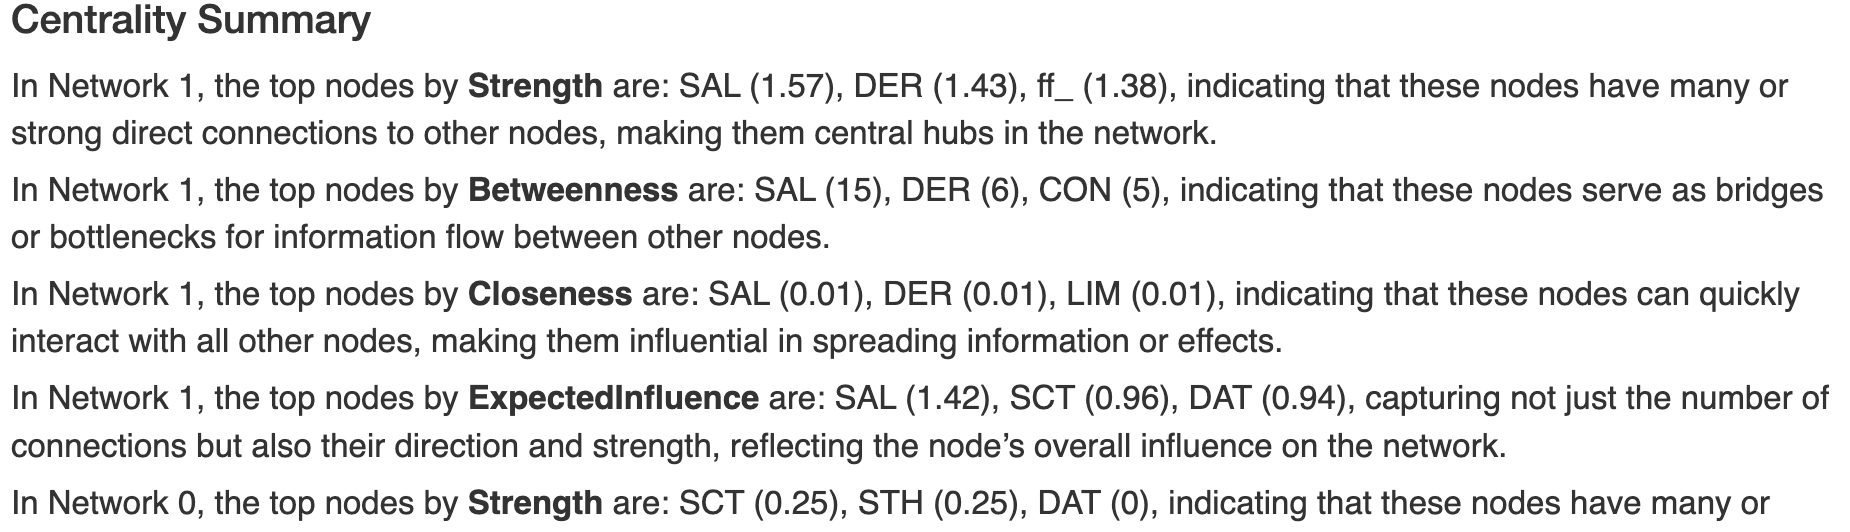 Centrality Summary
In Network 1, the top nodes by Strength are: SAL (1.57), DER (1.43), ff_ (1.38), indicating that these nodes have many or
strong direct connections to other nodes, making them central hubs in the network.
In Network 1, the top nodes by Betweenness are: SAL (15), DER (6), CON (5), indicating that these nodes serve as bridges
or bottlenecks for information flow between other nodes.
In Network 1, the top nodes by Closeness are: SAL (0.01), DER (0.01), LIM (0.01), indicating that these nodes can quickly
interact with all other nodes, making them influential in spreading information or effects.
In Network 1, the top nodes by ExpectedInfluence are: SAL (1.42), SCT (0.96), DAT (0.94), capturing not just the number of
connections but also their direction and strength, reflecting the node’s overall influence on the network.
In Network 0, the top nodes by Strength are: SCT (0.25), STH (0.25), DAT (0), indicating that these nodes have many or